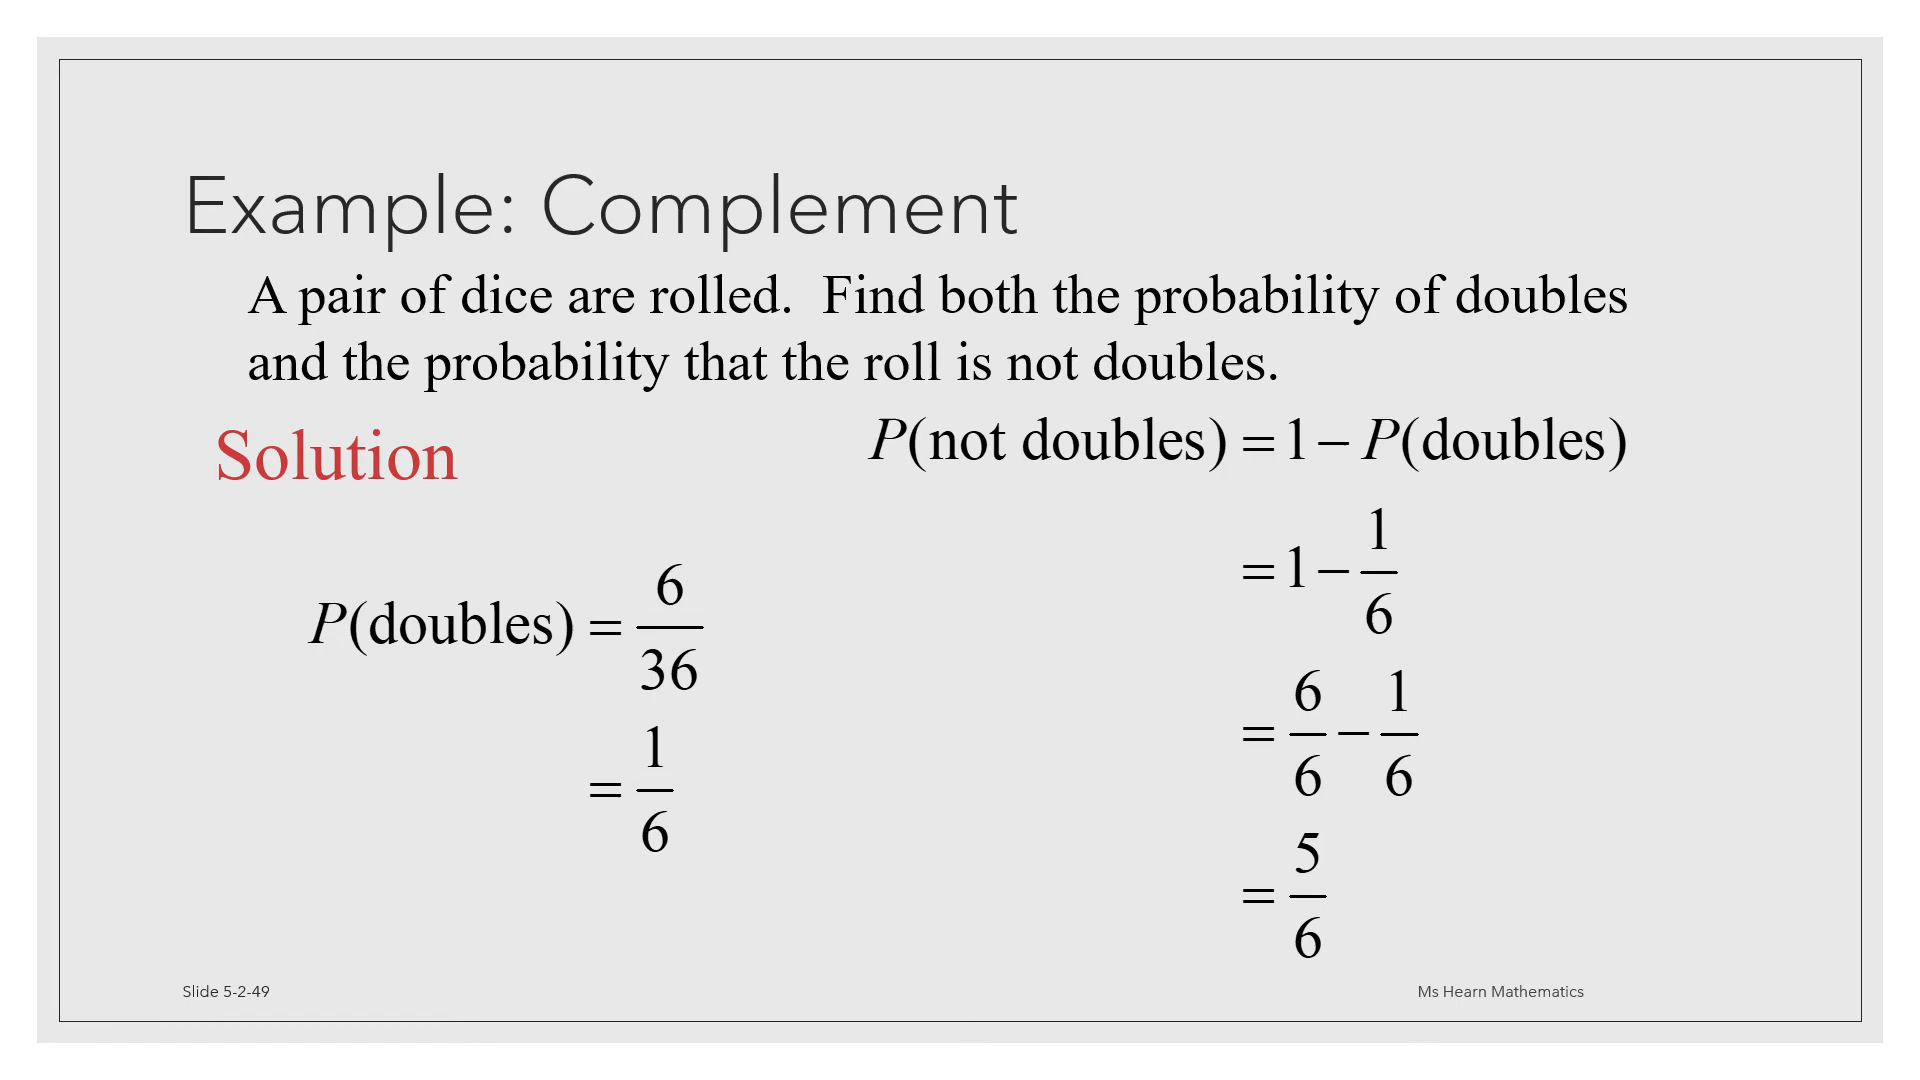 Example: Complement
A pair of dice are rolled.  Find both the probability of doubles
and the probability that the roll is not doubles.
Solution
P(doubles) = 6/36
= 1/6
P(not doubles) = 1 − P(doubles)
= 1 − 1/6
= 6/6 − 1/6
= 5/6
Slide 5-2-49
Ms Hearn Mathematics